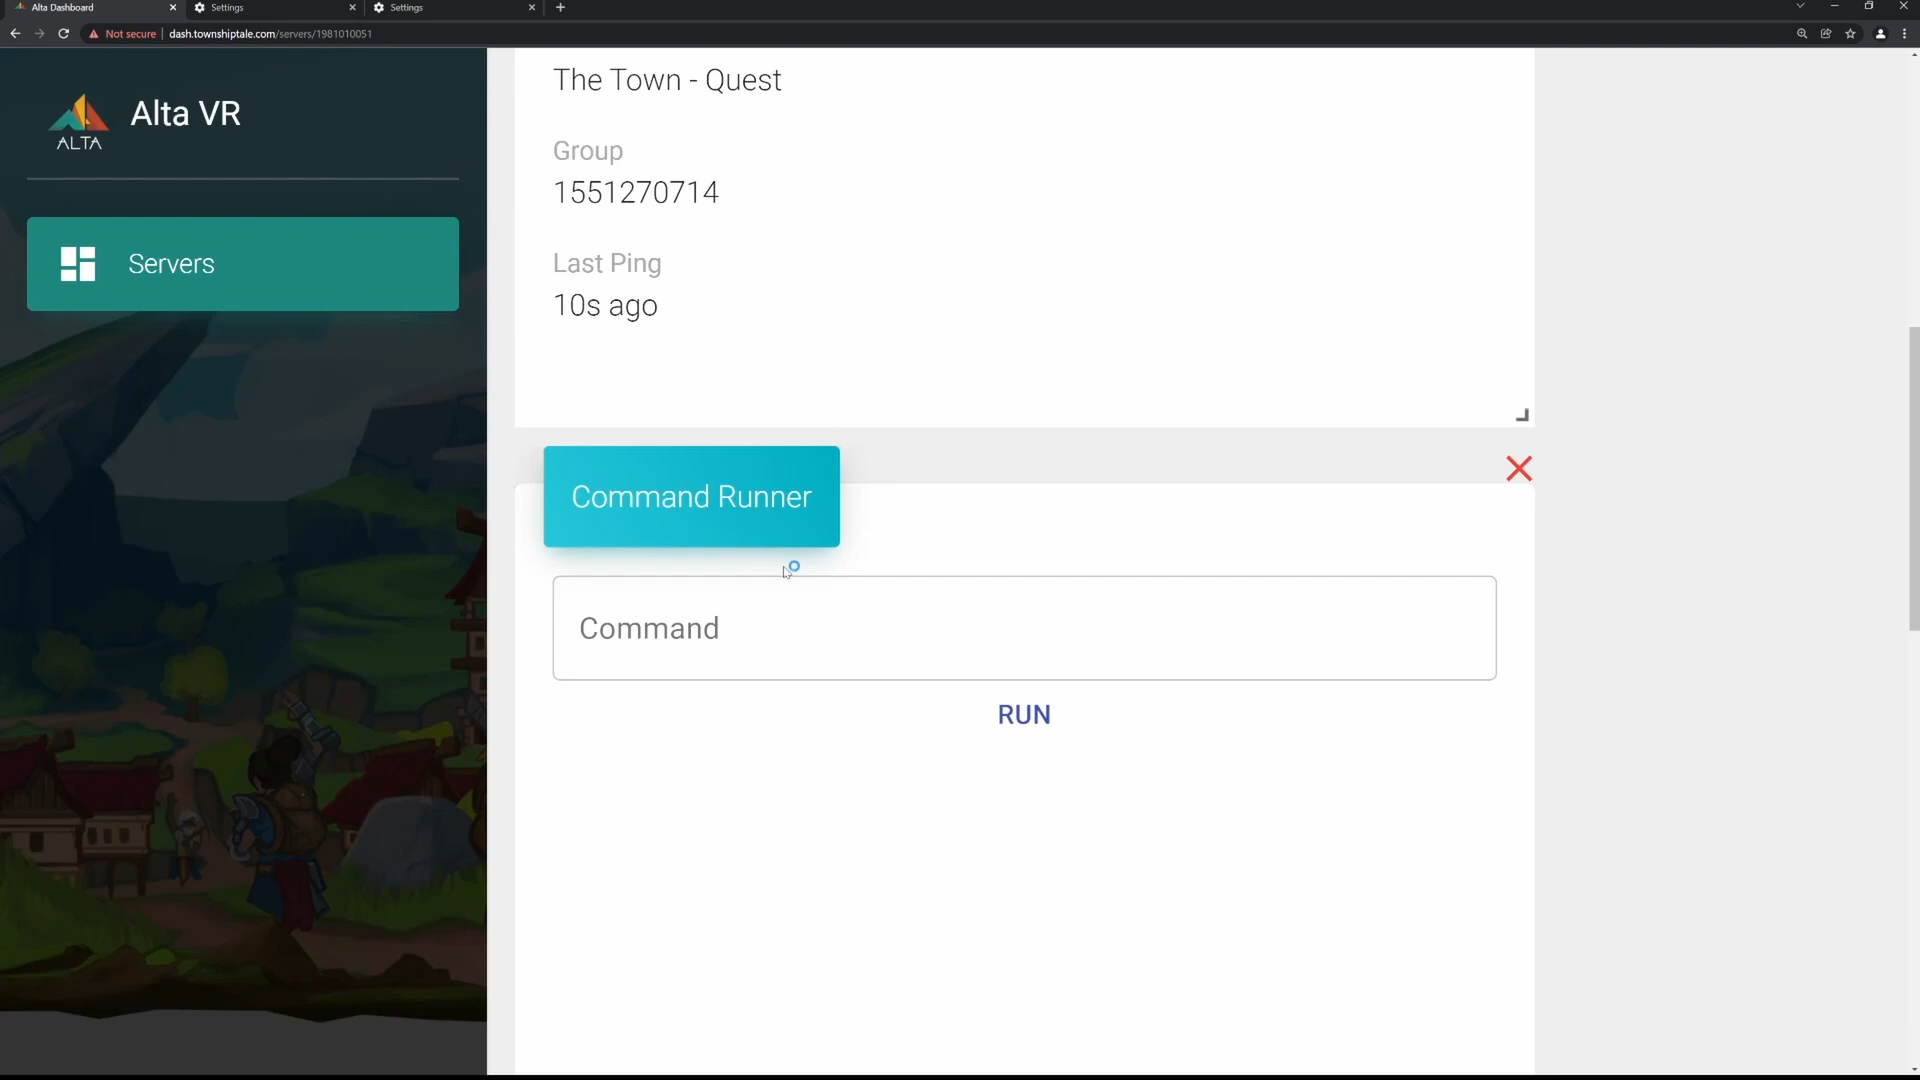 Alta Dashboard
Settings
Settings
Not secure
dash.townshiptale.com/servers/1981010051
ALTA
Alta VR
Servers
The Town - Quest
Group
1551270714
Last Ping
10s ago
Command Runner
Command
RUN